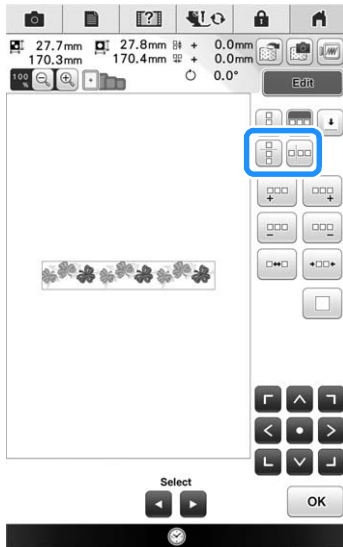 27.7mm 27.8mm + 0.0mm
170.3mm 170.4mm + 0.0mm
100 % 0.0°
Edit
Select
OK